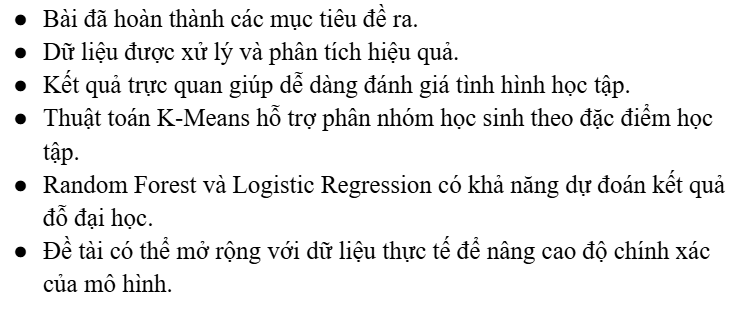 ● Bài đã hoàn thành các mục tiêu đề ra.
● Dữ liệu được xử lý và phân tích hiệu quả.
● Kết quả trực quan giúp dễ dàng đánh giá tình hình học tập.
● Thuật toán K-Means hỗ trợ phân nhóm học sinh theo đặc điểm học
tập.
● Random Forest và Logistic Regression có khả năng dự đoán kết quả
đỗ đại học.
● Đề tài có thể mở rộng với dữ liệu thực tế để nâng cao độ chính xác
của mô hình.